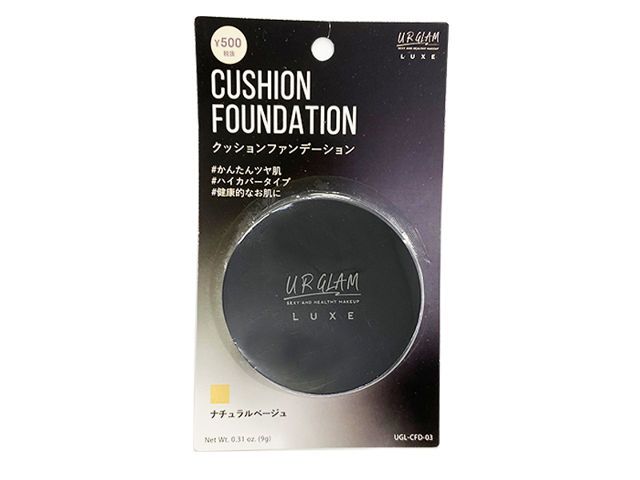 ¥500
税抜
URGLAM
SEXY AND HEALTHY MAKEUP
LUXE
CUSHION
FOUNDATION
クッションファンデーション
#かんたんツヤ肌
#ハイカバータイプ
#健康的なお肌に
URGLAM
SEXY AND HEALTHY MAKEUP
LUXE
ナチュラルベージュ
Net Wt. 0.31 oz. (9g)
UGL-CFD-03